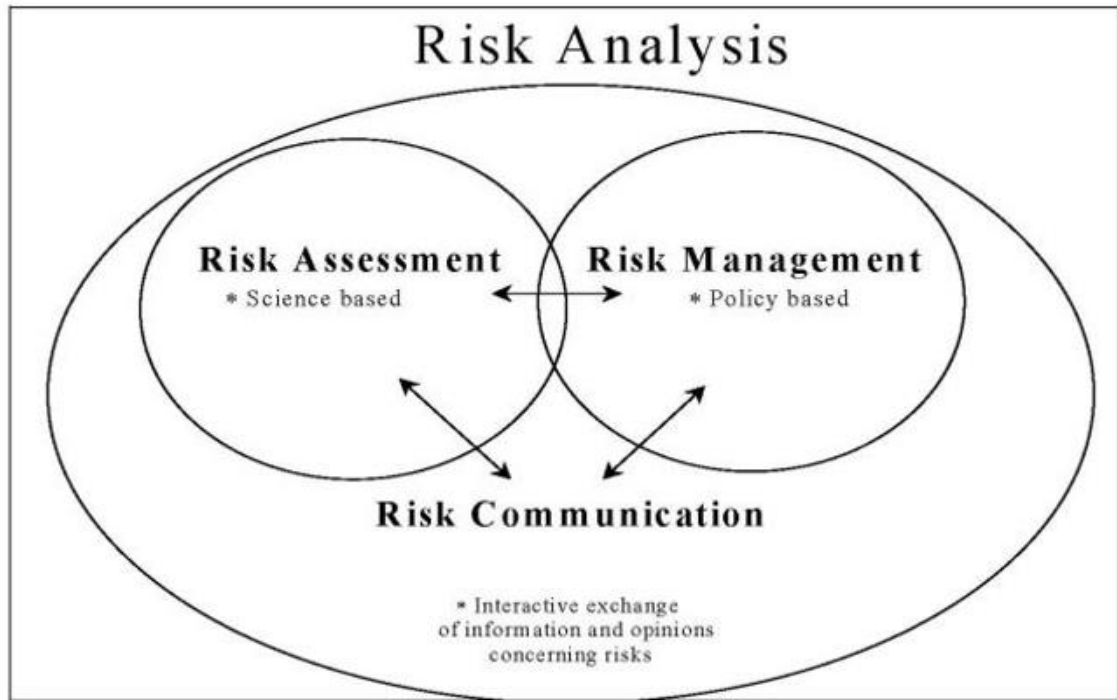 Risk Analysis
Risk Assessment
* Science based
Risk Management
* Policy based
Risk Communication
* Interactive exchange
of information and opinions
concerning risks